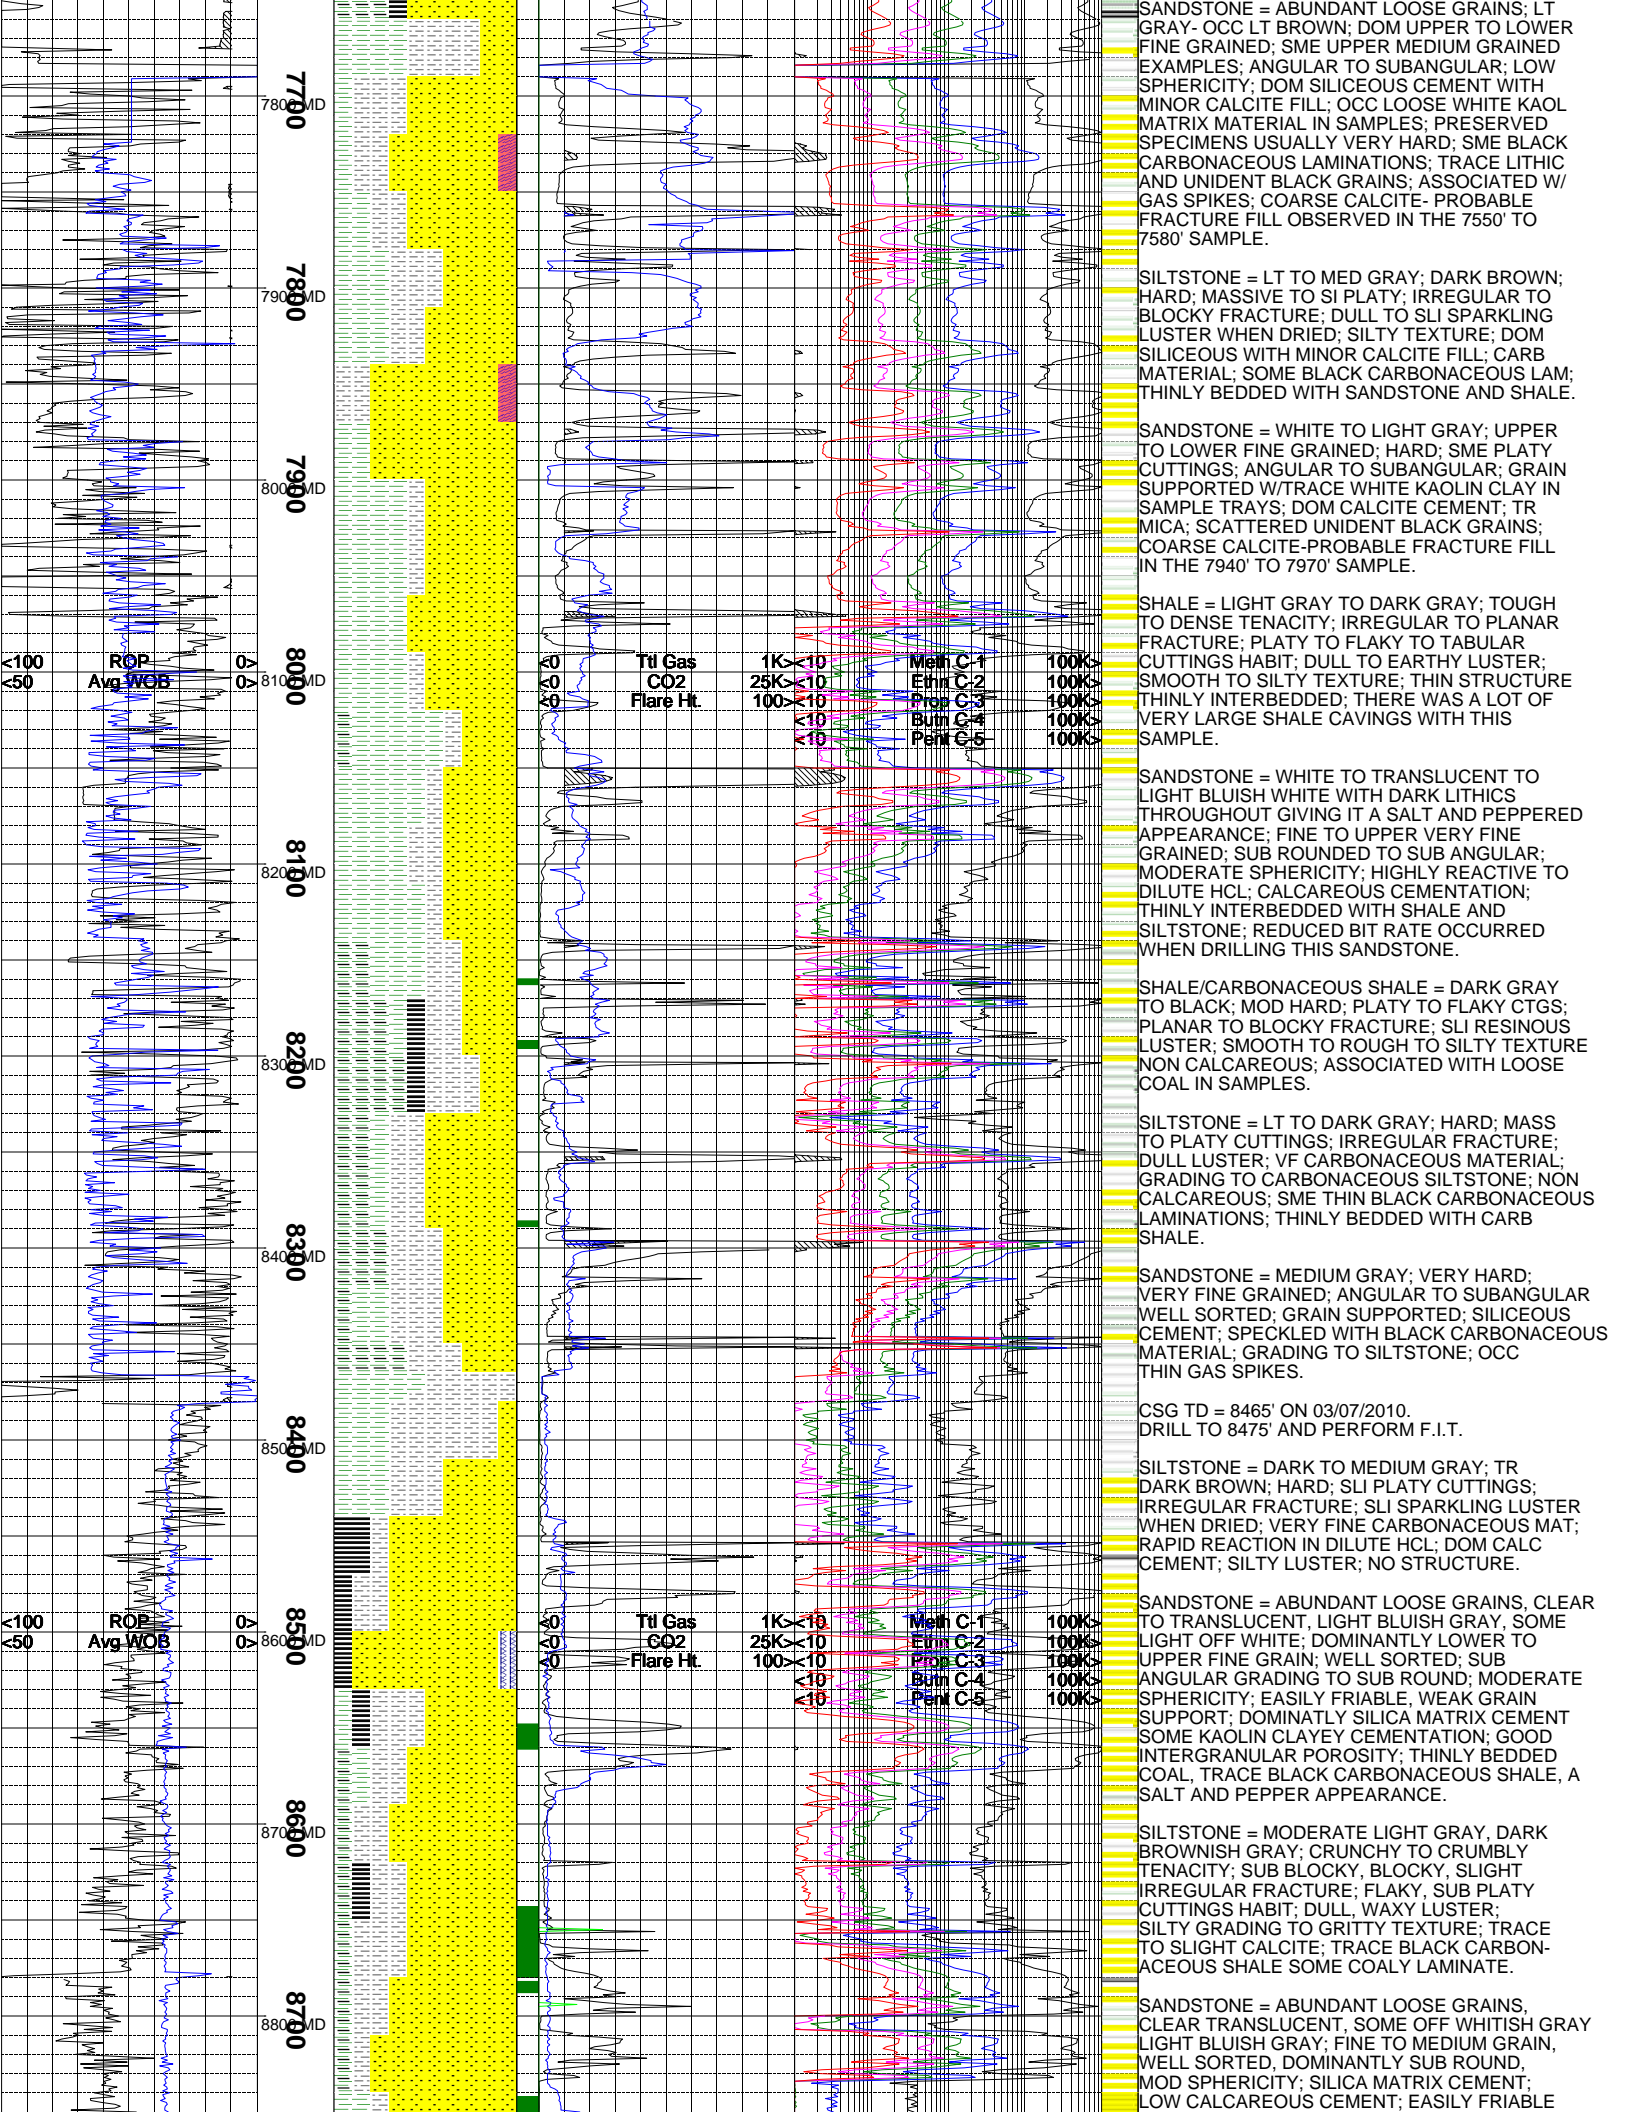 7700
7800 MD
7800
7900 MD
7900
8000 MD
<100 ROP 0>
<50 Avg WOB 0>
8000
8100 MD
<0 Ttl Gas 1K>
<0 CO2 25K>
<0 Flare Ht. 100>
<10 Meth C-1 100K>
<10 Ethn C-2 100K>
<10 Prop C-3 100K>
<10 Butn C-4 100K>
<10 Pent C-5 100K>
8100
8200 MD
8200
8300 MD
8300
8400 MD
8400
8500 MD
<100 ROP 0>
<50 Avg WOB 0>
8500
8600 MD
<0 Ttl Gas 1K>
<0 CO2 25K>
<0 Flare Ht. 100>
<10 Meth C-1 100K>
<10 Ethn C-2 100K>
<10 Prop C-3 100K>
<10 Butn C-4 100K>
<10 Pent C-5 100K>
8600
8700 MD
8700
8800 MD
SANDSTONE = ABUNDANT LOOSE GRAINS; LT
GRAY- OCC LT BROWN; DOM UPPER TO LOWER
FINE GRAINED; SME UPPER MEDIUM GRAINED
EXAMPLES; ANGULAR TO SUBANGULAR; LOW
SPHERICITY; DOM SILICEOUS CEMENT WITH
MINOR CALCITE FILL; OCC LOOSE WHITE KAOL
MATRIX MATERIAL IN SAMPLES; PRESERVED
SPECIMENS USUALLY VERY HARD; SME BLACK
CARBONACEOUS LAMINATIONS; TRACE LITHIC
AND UNIDENT BLACK GRAINS; ASSOCIATED W/
GAS SPIKES; COARSE CALCITE- PROBABLE
FRACTURE FILL OBSERVED IN THE 7550' TO
7580' SAMPLE.
SILTSTONE = LT TO MED GRAY; DARK BROWN;
HARD; MASSIVE TO SI PLATY; IRREGULAR TO
BLOCKY FRACTURE; DULL TO SLI SPARKLING
LUSTER WHEN DRIED; SILTY TEXTURE; DOM
SILICEOUS WITH MINOR CALCITE FILL; CARB
MATERIAL; SOME BLACK CARBONACEOUS LAM;
THINLY BEDDED WITH SANDSTONE AND SHALE.
SANDSTONE = WHITE TO LIGHT GRAY; UPPER
TO LOWER FINE GRAINED; HARD; SME PLATY
CUTTINGS; ANGULAR TO SUBANGULAR; GRAIN
SUPPORTED W/TRACE WHITE KAOLIN CLAY IN
SAMPLE TRAYS; DOM CALCITE CEMENT; TR
MICA; SCATTERED UNIDENT BLACK GRAINS;
COARSE CALCITE-PROBABLE FRACTURE FILL
IN THE 7940' TO 7970' SAMPLE.
SHALE = LIGHT GRAY TO DARK GRAY; TOUGH
TO DENSE TENACITY; IRREGULAR TO PLANAR
FRACTURE; PLATY TO FLAKY TO TABULAR
CUTTINGS HABIT; DULL TO EARTHY LUSTER;
SMOOTH TO SILTY TEXTURE; THIN STRUCTURE
THINLY INTERBEDDED; THERE WAS A LOT OF
VERY LARGE SHALE CAVINGS WITH THIS
SAMPLE.
SANDSTONE = WHITE TO TRANSLUCENT TO
LIGHT BLUISH WHITE WITH DARK LITHICS
THROUGHOUT GIVING IT A SALT AND PEPPERED
APPEARANCE; FINE TO UPPER VERY FINE
GRAINED; SUB ROUNDED TO SUB ANGULAR;
MODERATE SPHERICITY; HIGHLY REACTIVE TO
DILUTE HCL; CALCAREOUS CEMENTATION;
THINLY INTERBEDDED WITH SHALE AND
SILTSTONE; REDUCED BIT RATE OCCURRED
WHEN DRILLING THIS SANDSTONE.
SHALE/CARBONACEOUS SHALE = DARK GRAY
TO BLACK; MOD HARD; PLATY TO FLAKY CTGS;
PLANAR TO BLOCKY FRACTURE; SLI RESINOUS
LUSTER; SMOOTH TO ROUGH TO SILTY TEXTURE
NON CALCAREOUS; ASSOCIATED WITH LOOSE
COAL IN SAMPLES.
SILTSTONE = LT TO DARK GRAY; HARD; MASS
TO PLATY CUTTINGS; IRREGULAR FRACTURE;
DULL LUSTER; VF CARBONACEOUS MATERIAL;
GRADING TO CARBONACEOUS SILTSTONE; NON
CALCAREOUS; SME THIN BLACK CARBONACEOUS
LAMINATIONS; THINLY BEDDED WITH CARB
SHALE.
SANDSTONE = MEDIUM GRAY; VERY HARD;
VERY FINE GRAINED; ANGULAR TO SUBANGULAR
WELL SORTED; GRAIN SUPPORTED; SILICEOUS
CEMENT; SPECKLED WITH BLACK CARBONACEOUS
MATERIAL; GRADING TO SILTSTONE; OCC
THIN GAS SPIKES.
CSG TD = 8465' ON 03/07/2010.
DRILL TO 8475' AND PERFORM F.I.T.
SILTSTONE = DARK TO MEDIUM GRAY; TR
DARK BROWN; HARD; SLI PLATY CUTTINGS;
IRREGULAR FRACTURE; SLI SPARKLING LUSTER
WHEN DRIED; VERY FINE CARBONACEOUS MAT;
RAPID REACTION IN DILUTE HCL; DOM CALC
CEMENT; SILTY LUSTER; NO STRUCTURE.
SANDSTONE = ABUNDANT LOOSE GRAINS, CLEAR
TO TRANSLUCENT, LIGHT BLUISH GRAY, SOME
LIGHT OFF WHITE; DOMINANTLY LOWER TO
UPPER FINE GRAIN; WELL SORTED; SUB
ANGULAR GRADING TO SUB ROUND; MODERATE
SPHERICITY; EASILY FRIABLE, WEAK GRAIN
SUPPORT; DOMINATLY SILICA MATRIX CEMENT
SOME KAOLIN CLAYEY CEMENTATION; GOOD
INTERGRANULAR POROSITY; THINLY BEDDED
COAL, TRACE BLACK CARBONACEOUS SHALE, A
SALT AND PEPPER APPEARANCE.
SILTSTONE = MODERATE LIGHT GRAY, DARK
BROWNISH GRAY; CRUNCHY TO CRUMBLY
TENACITY; SUB BLOCKY, BLOCKY, SLIGHT
IRREGULAR FRACTURE; FLAKY, SUB PLATY
CUTTINGS HABIT; DULL, WAXY LUSTER;
SILTY GRADING TO GRITTY TEXTURE; TRACE
TO SLIGHT CALCITE; TRACE BLACK CARBON-
ACEOUS SHALE SOME COALY LAMINATE.
SANDSTONE = ABUNDANT LOOSE GRAINS,
CLEAR TRANSLUCENT, SOME OFF WHITISH GRAY
LIGHT BLUISH GRAY; FINE TO MEDIUM GRAIN,
WELL SORTED, DOMINANTLY SUB ROUND,
MOD SPHERICITY; SILICA MATRIX CEMENT;
LOW CALCAREOUS CEMENT; EASILY FRIABLE